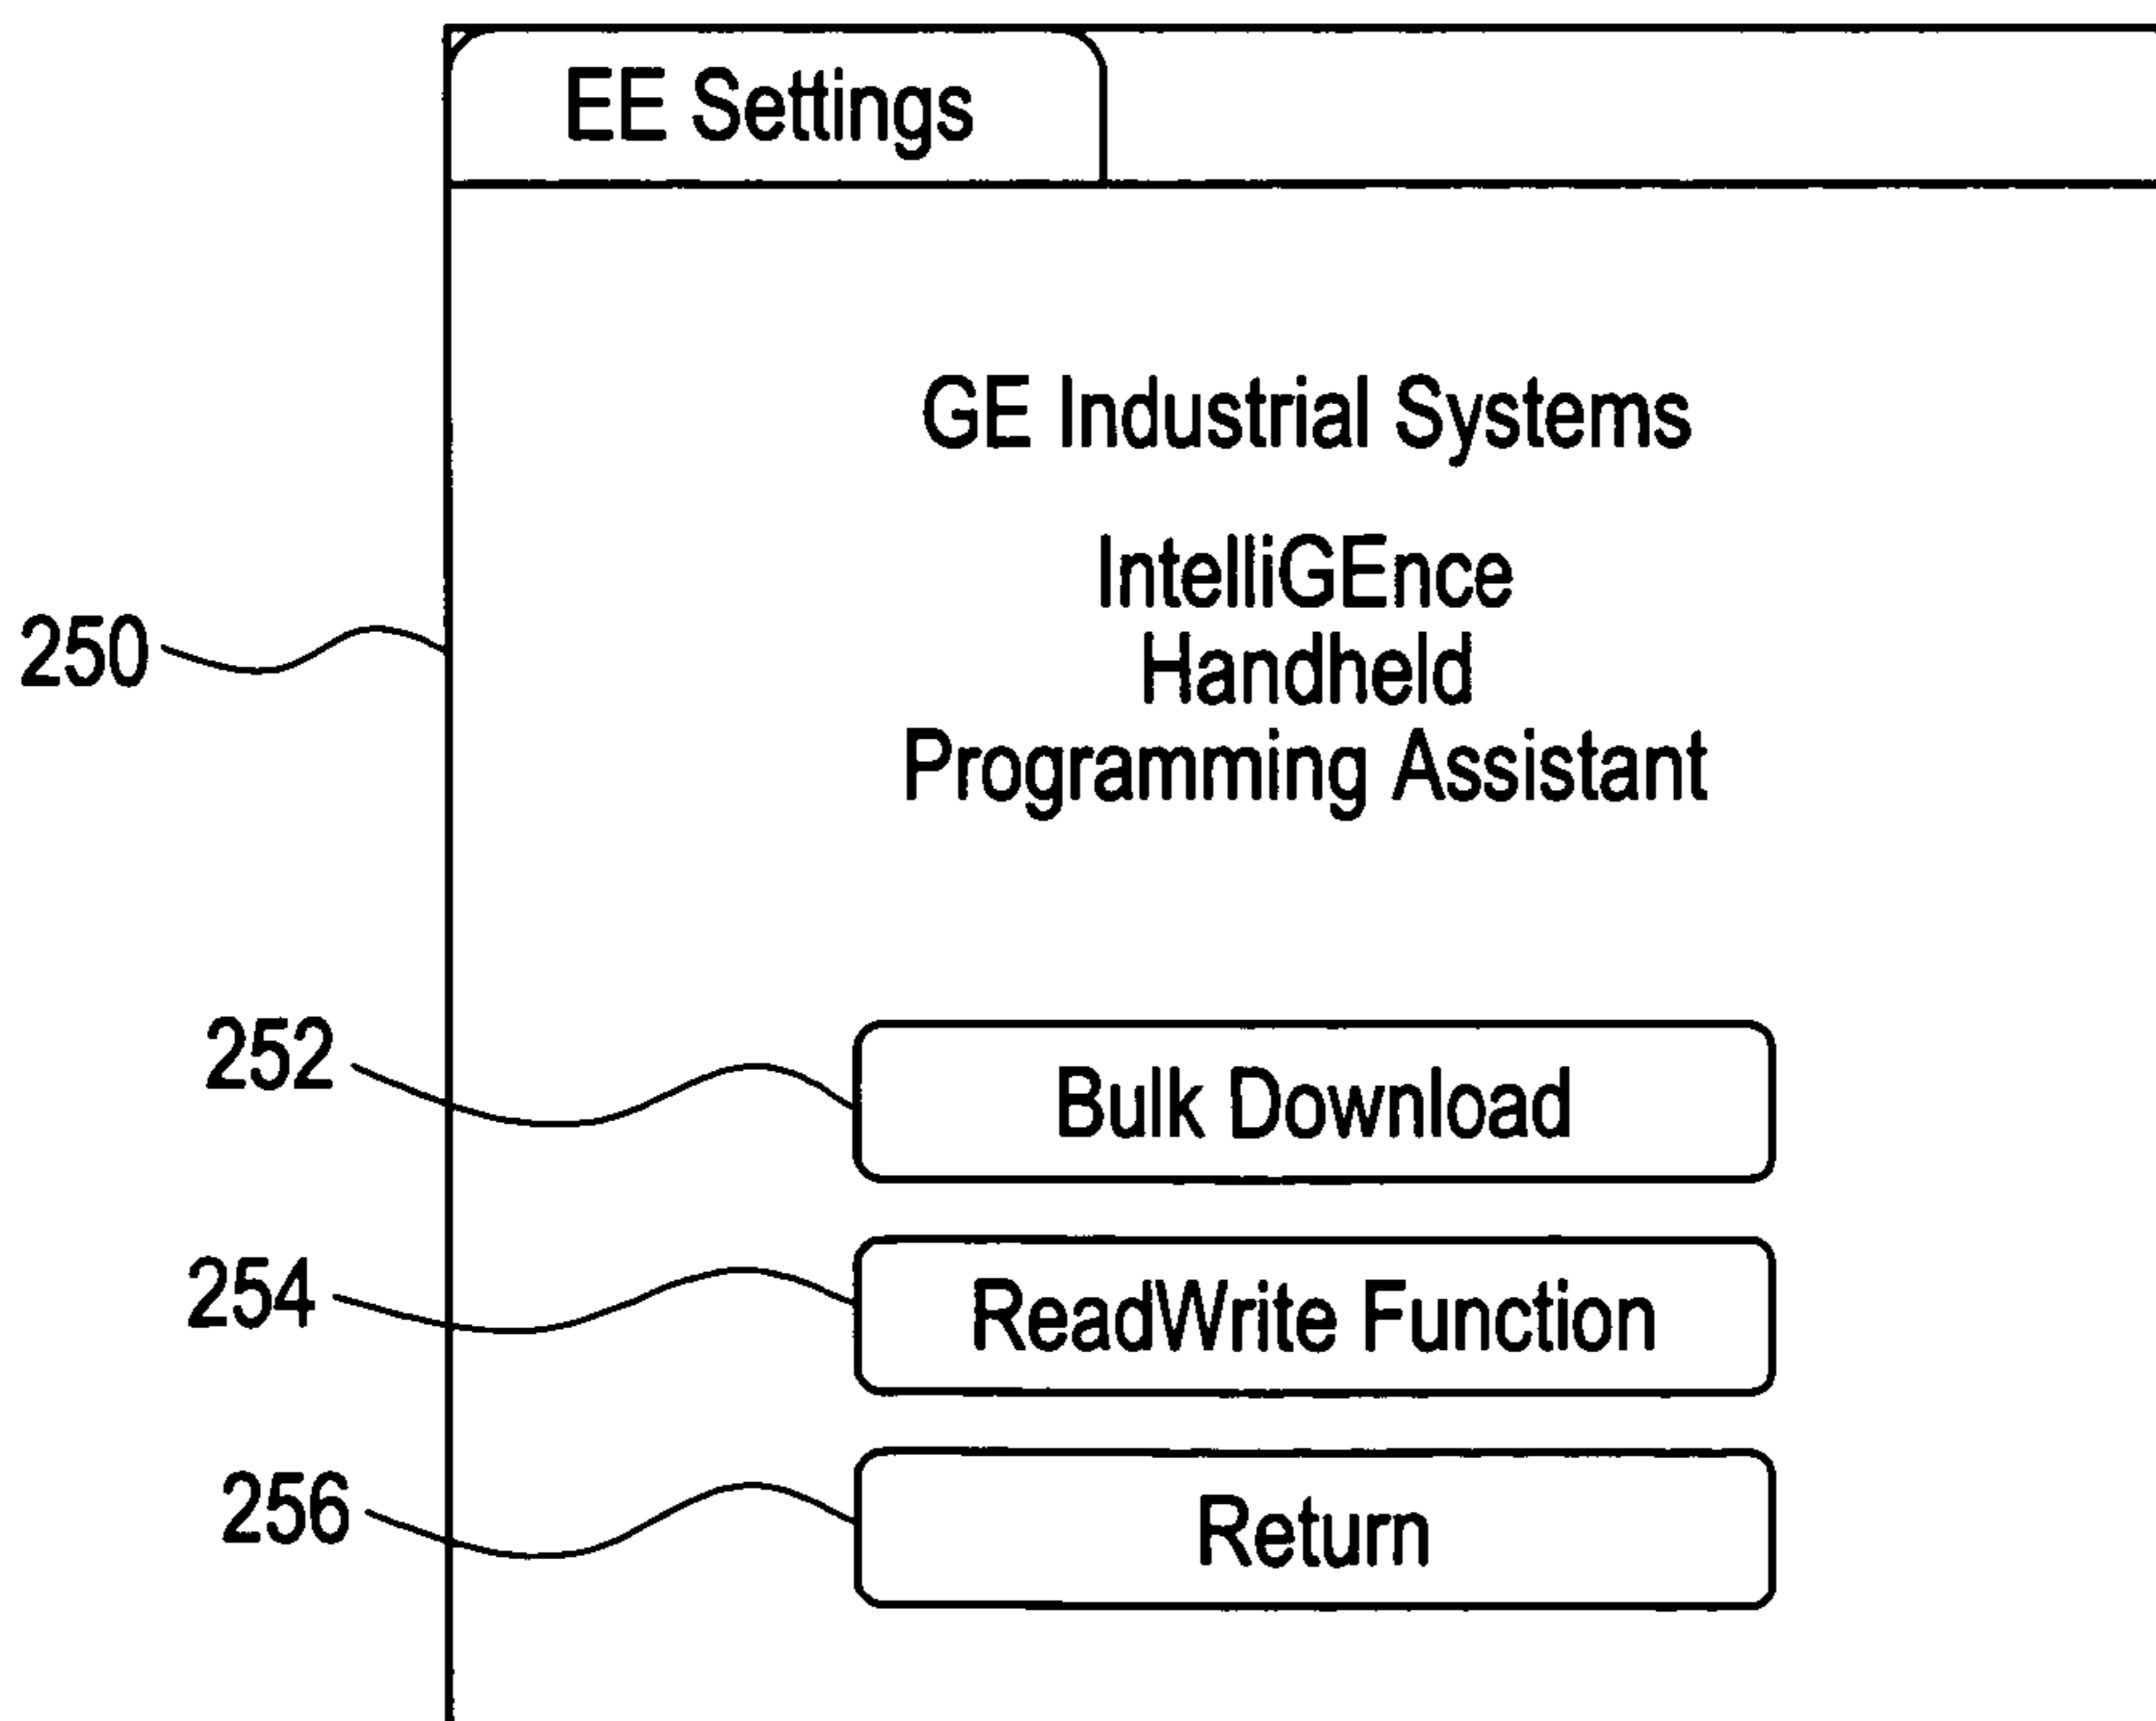 EE Settings
GE Industrial Systems
IntelliGEnce
Handheld
Programming Assistant
250
252
Bulk Download
254
ReadWrite Function
256
Return